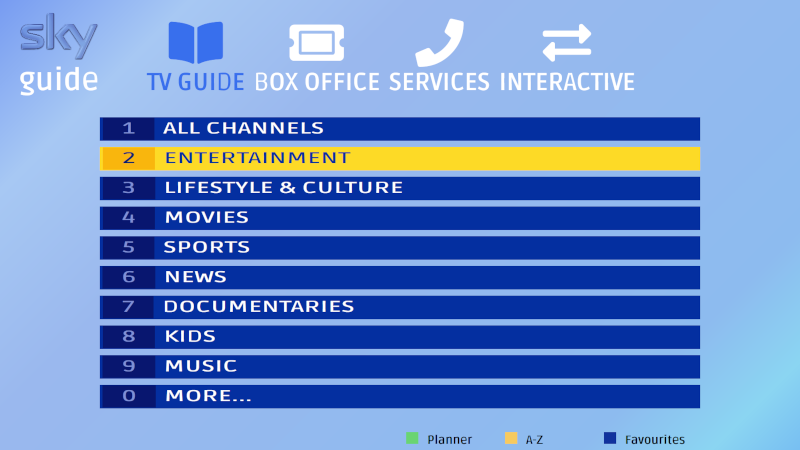 sky
guide
TV GUIDE BOX OFFICE SERVICES INTERACTIVE
1 ALL CHANNELS
2 ENTERTAINMENT
3 LIFESTYLE & CULTURE
4 MOVIES
5 SPORTS
6 NEWS
7 DOCUMENTARIES
8 KIDS
9 MUSIC
0 MORE...
Planner A-Z Favourites